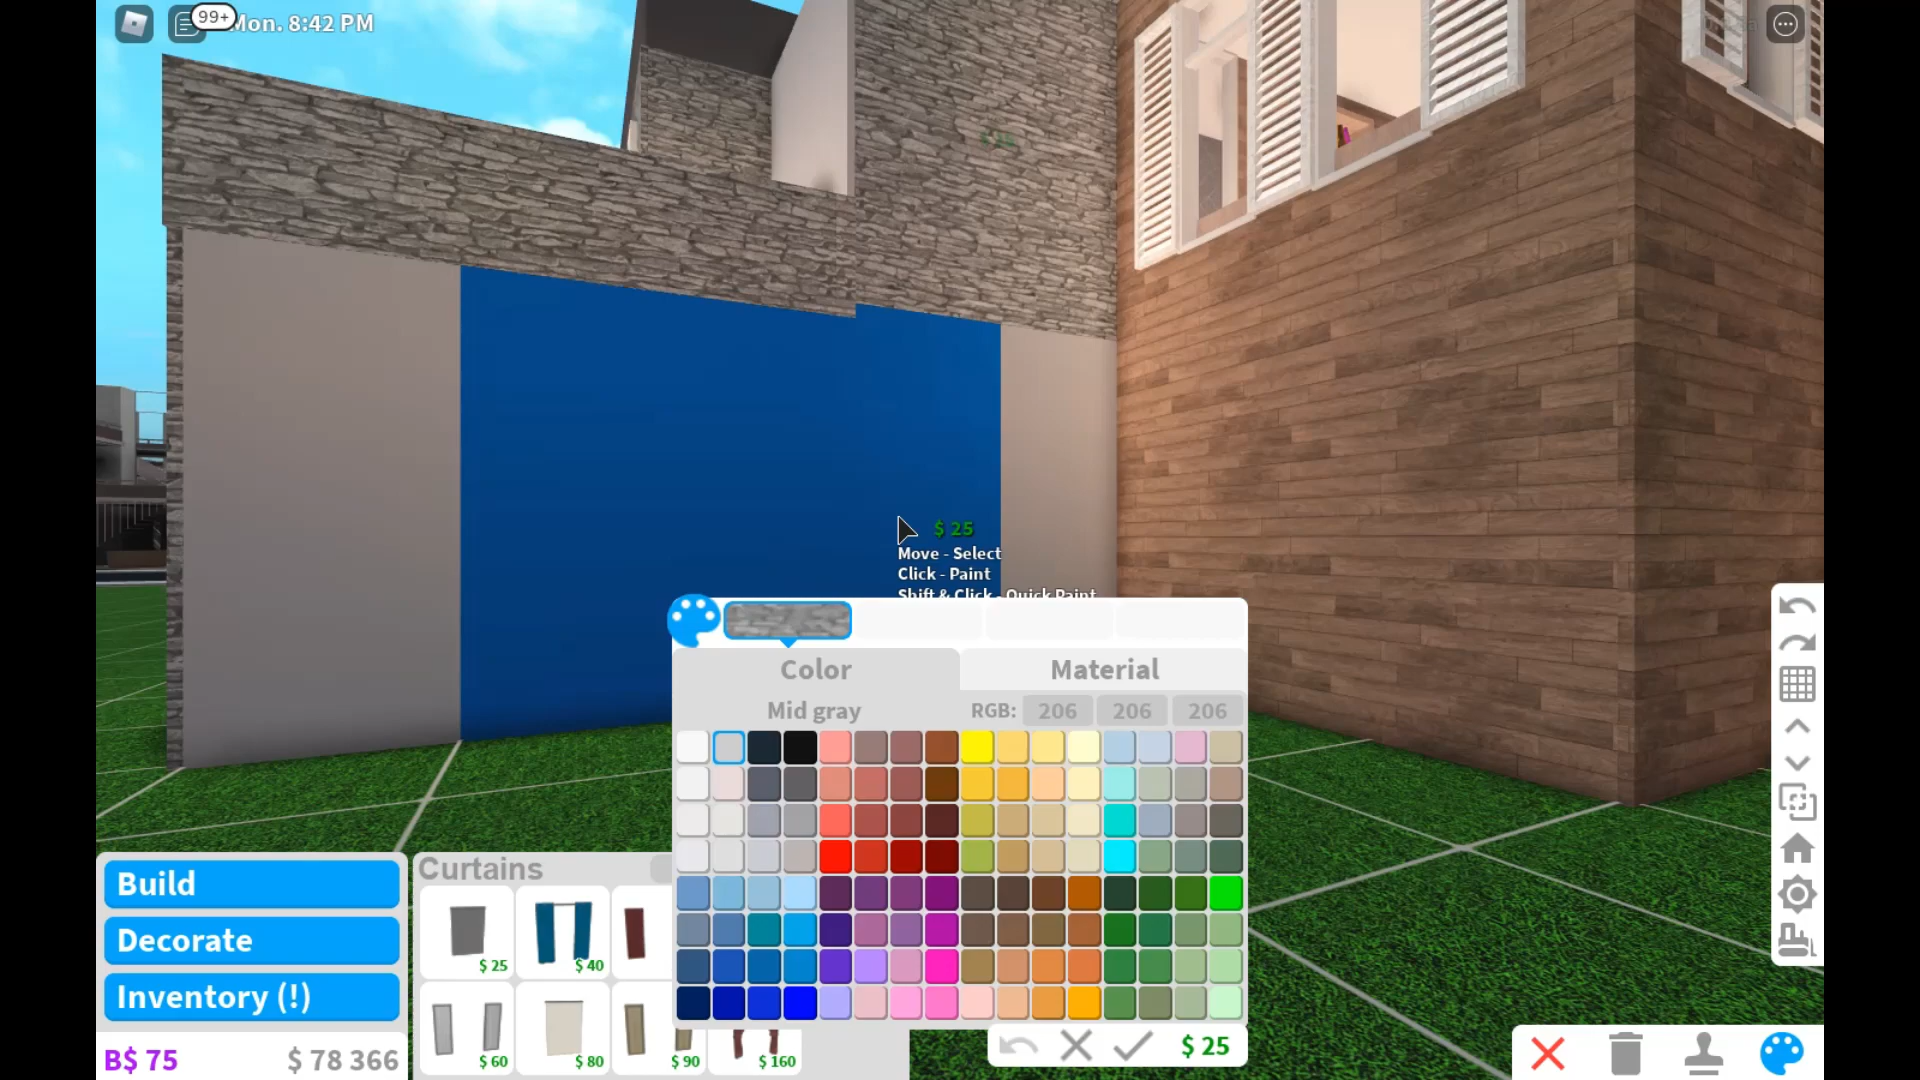 99+
Mon. 8:42 PM
$ 25
Move - Select
Click - Paint
Shift & Click - Quick Paint
Color
Material
Mid gray
RGB: 206 206 206
Build
Decorate
Inventory (!)
B$ 75
$ 78 366
Curtains
$ 25
$ 40
$ 60
$ 80
$ 90
$ 160
$ 25